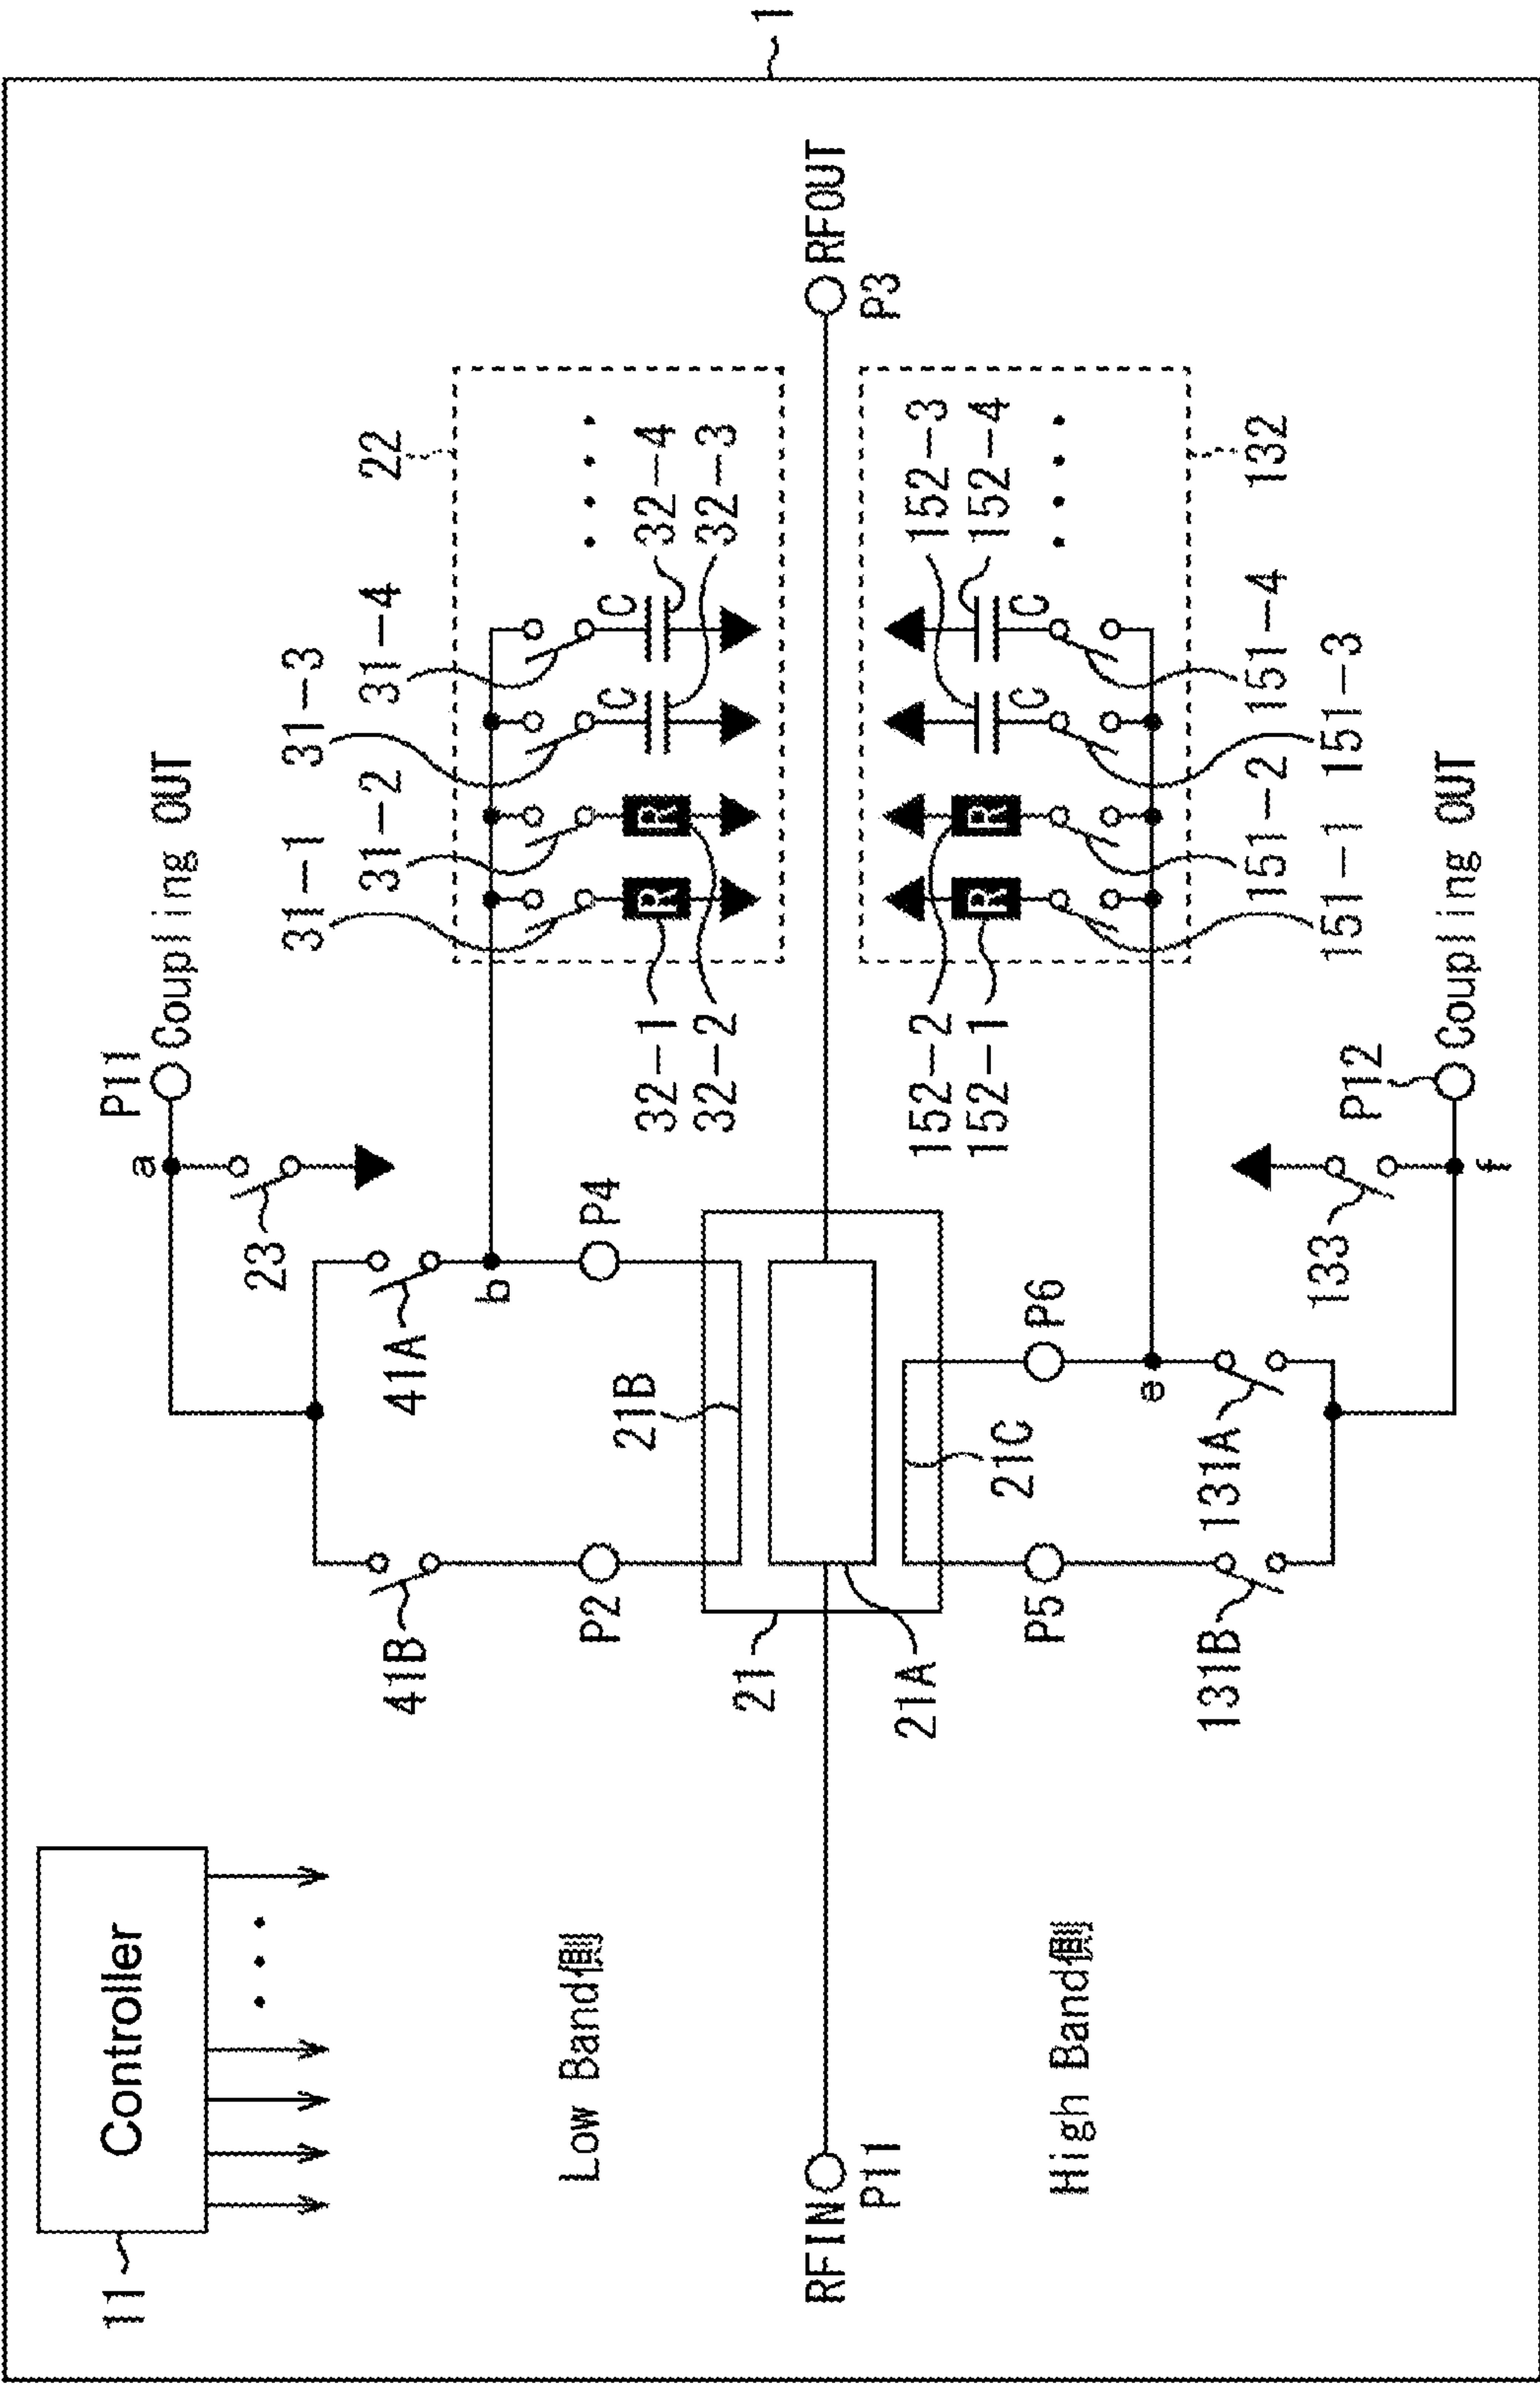 1
11
Controller
P11
Coupling OUT
a
23
41B
41A
b
P2
P4
31-1
31-3
31-2
31-4
22
C
C
R
R
32-1
32-2
32-4
32-3
Low Band側
21B
21
RFIN
P11
RFOUT
P3
21A
21C
High Band側
P5
P6
e
152-2
152-1
152-3
152-4
R
R
C
C
132
151-2
151-4
151-1
151-3
131B
131A
133
P12
Coupling OUT
f